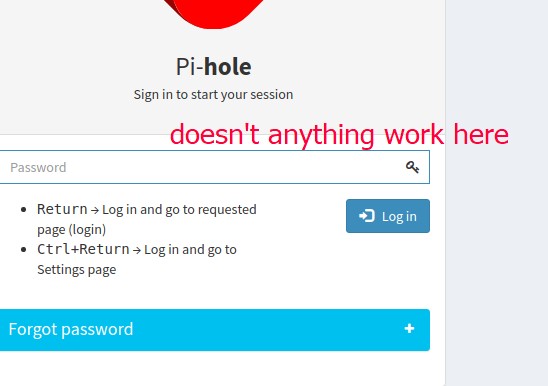 Pi-hole
Sign in to start your session
doesn't anything work here
Password
Return → Log in and go to requested
page (login)
Ctrl+Return → Log in and go to
Settings page
Log in
Forgot password